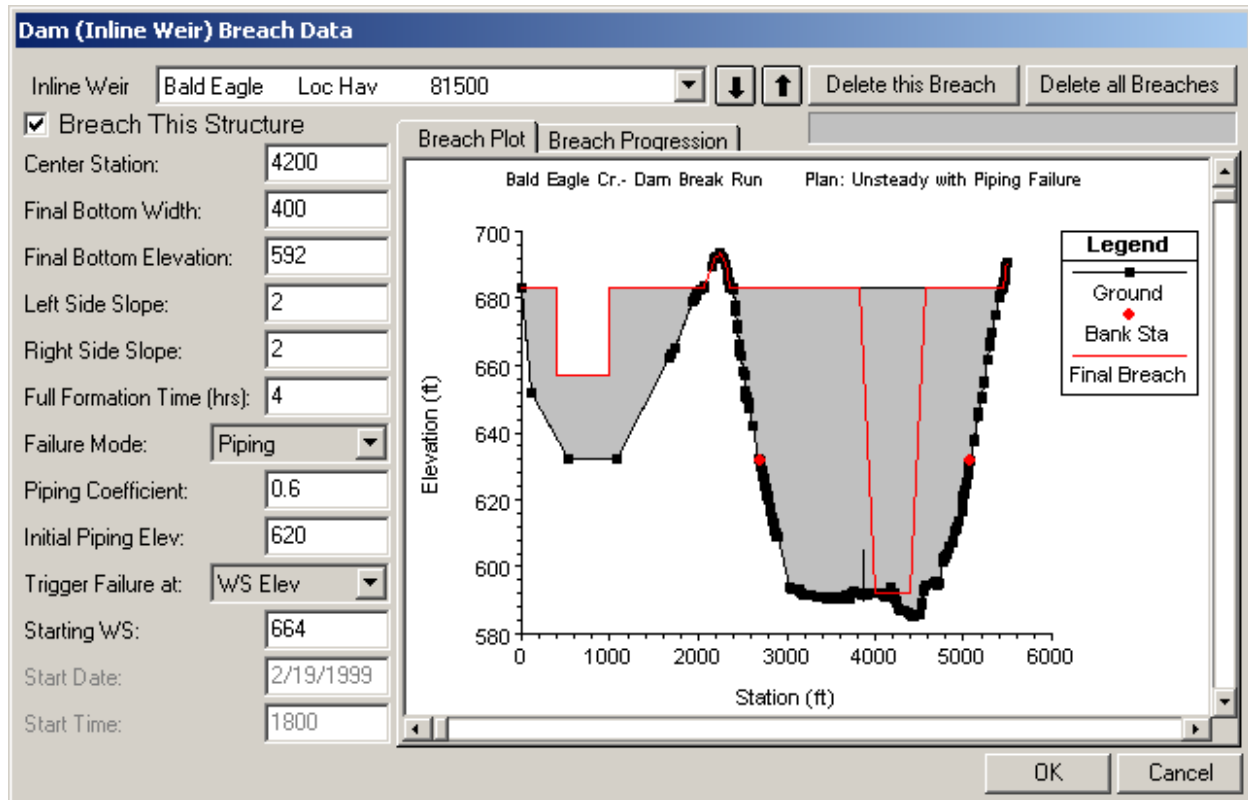 Dam (Inline Weir) Breach Data
Inline Weir Bald Eagle Loc Hav 81500 Delete this Breach Delete all Breaches
Breach This Structure
Center Station: 4200
Final Bottom Width: 400
Final Bottom Elevation: 592
Left Side Slope: 2
Right Side Slope: 2
Full Formation Time (hrs): 4
Failure Mode: Piping
Piping Coefficient: 0.6
Initial Piping Elev: 620
Trigger Failure at: WS Elev
Starting WS: 664
Start Date: 2/19/1999
Start Time: 1800
Breach Plot Breach Progression
Bald Eagle Cr.- Dam Break Run Plan: Unsteady with Piping Failure
Elevation (ft)
700
680
660
640
620
600
580
0 1000 2000 3000 4000 5000 6000
Station (ft)
Legend
Ground
Bank Sta
Final Breach
OK Cancel